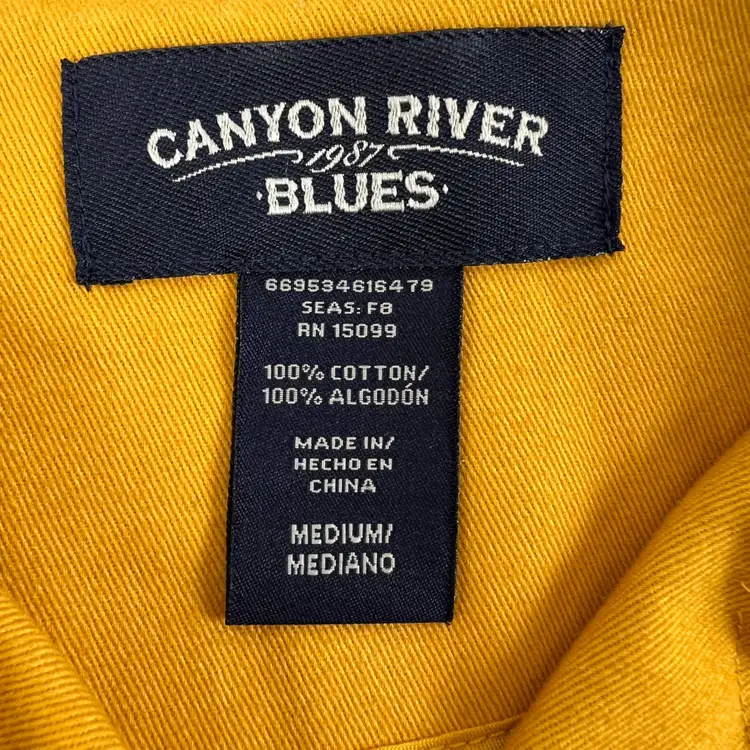 CANYON RIVER
1987
·BLUES·
669534616479
SEAS: F8
RN 15099
100% COTTON/
100% ALGODÓN
MADE IN/
HECHO EN
CHINA
MEDIUM/
MEDIANO